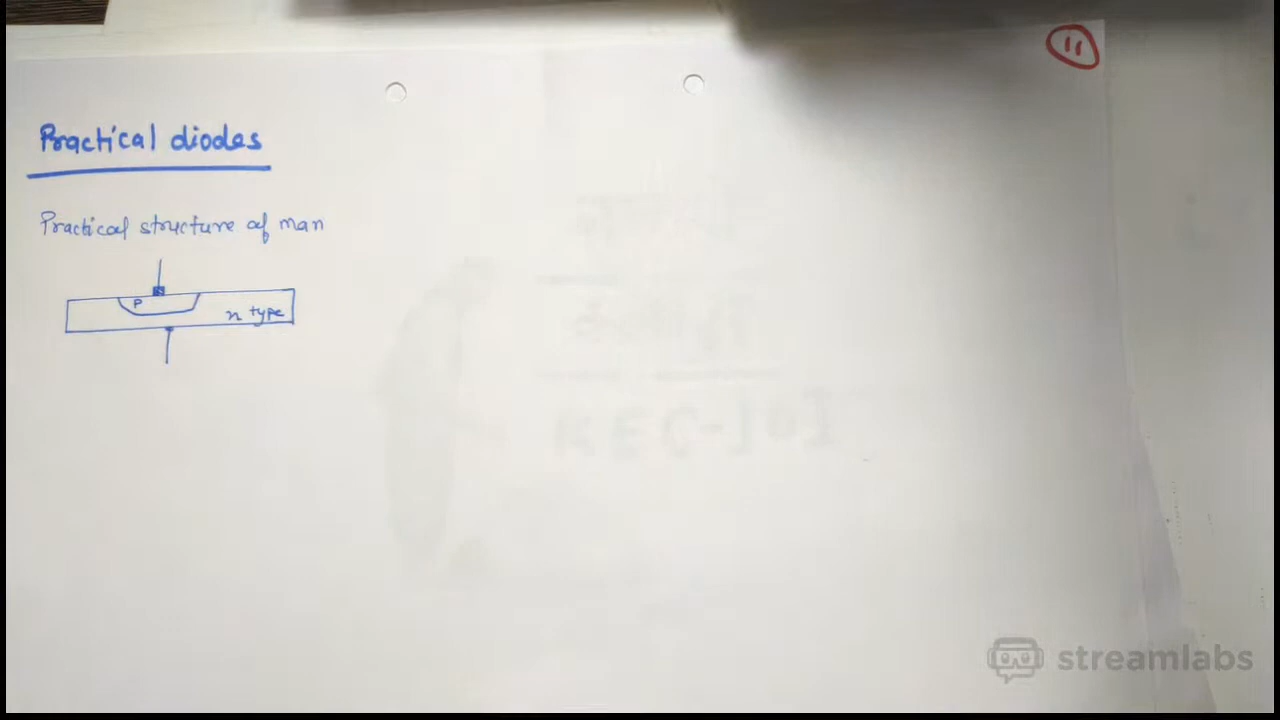 11
Practical diodes
Practical structure of man
P
n type
streamlabs